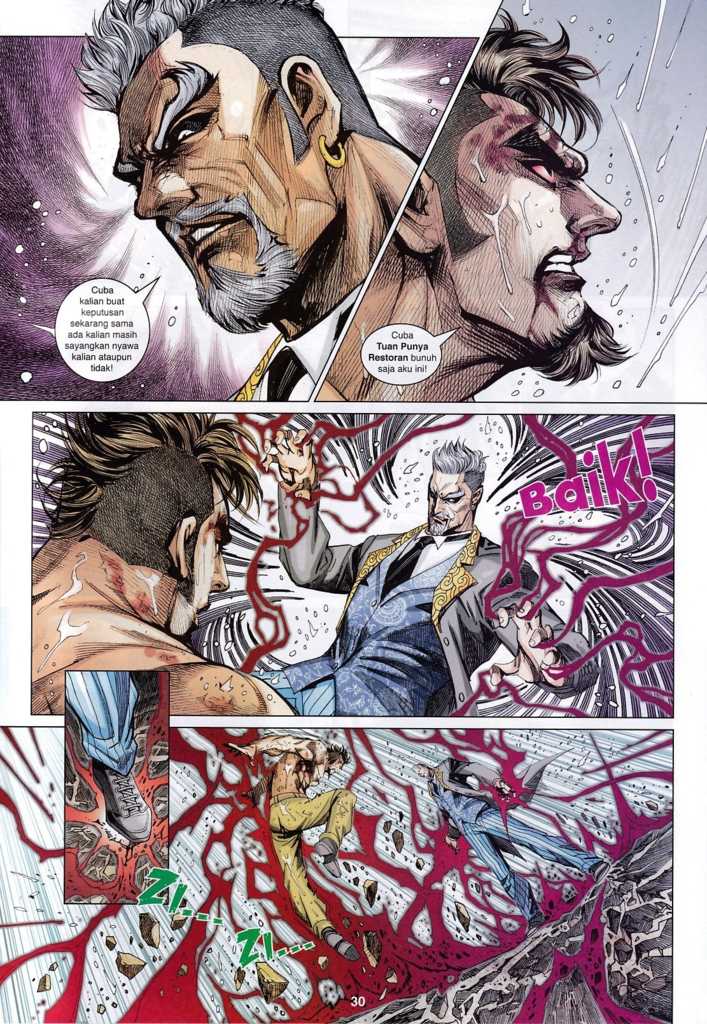 Cuba
kalian buat
keputusan
sekarang sama
ada kalian masih
sayangkan nyawa
kalian ataupun
tidak!
Cuba
Tuan Punya
Restoran bunuh
saja aku ini!
Baik!
ZI...
ZI...
30